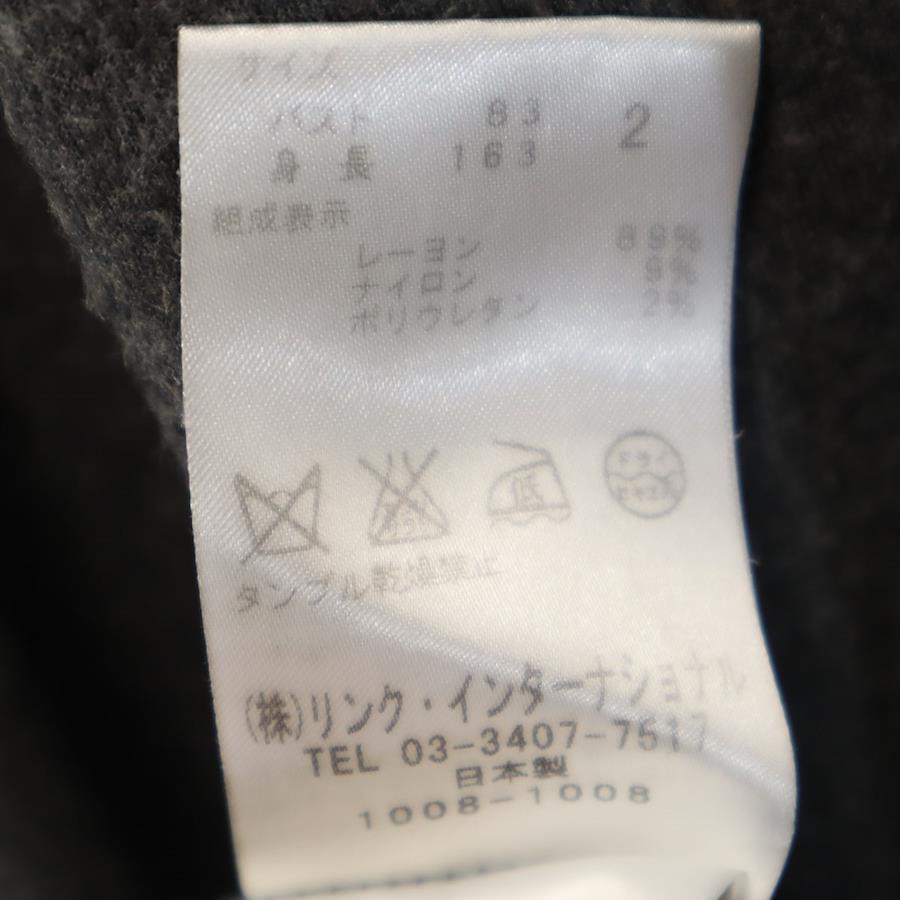 サイズ
バスト 83 2
身長 163
組成表示
レーヨン 89%
ナイロン 9%
ポリウレタン 2%
低
ドライ
タンブル乾燥禁止
(株)リンク・インターナショナル
TEL 03-3407-7517
日本製
1008-1008